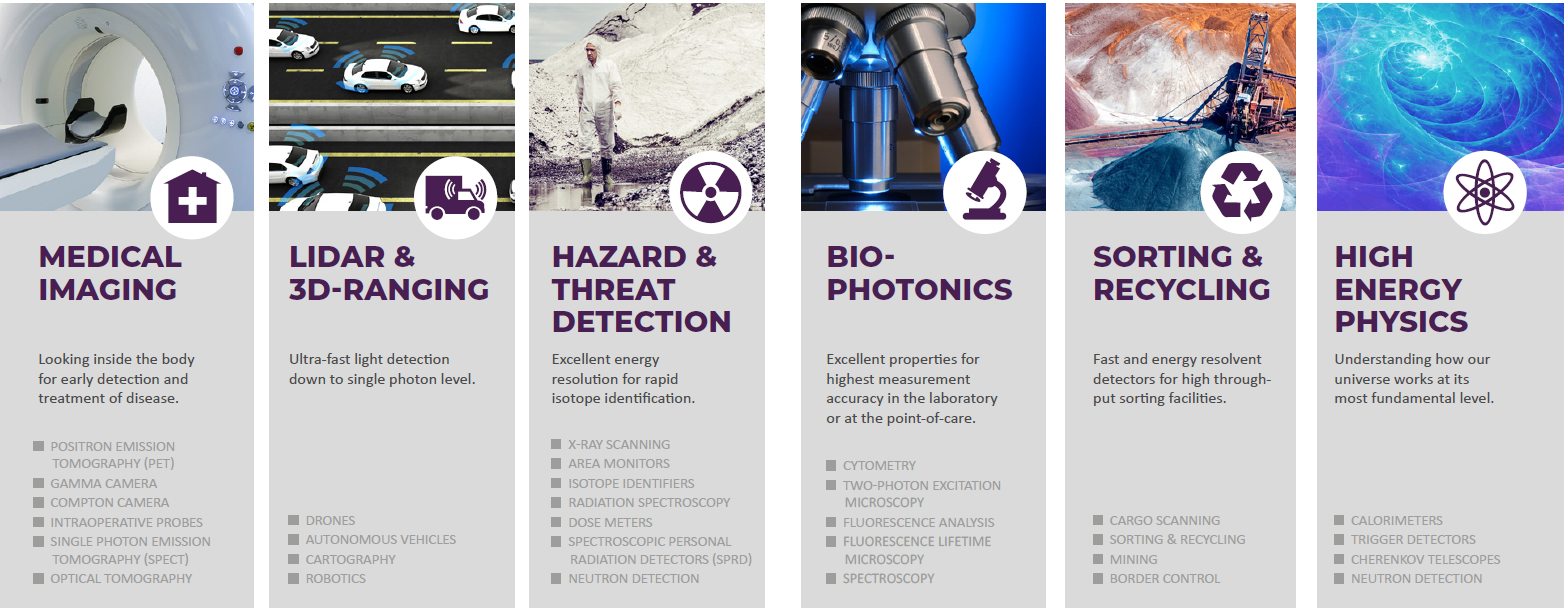 MEDICAL
IMAGING
Looking inside the body
for early detection and
treatment of disease.
POSITRON EMISSION
TOMOGRAPHY (PET)
GAMMA CAMERA
COMPTON CAMERA
INTRAOPERATIVE PROBES
SINGLE PHOTON EMISSION
TOMOGRAPHY (SPECT)
OPTICAL TOMOGRAPHY
LIDAR &
3D-RANGING
Ultra-fast light detection
down to single photon level.
DRONES
AUTONOMOUS VEHICLES
CARTOGRAPHY
ROBOTICS
HAZARD &
THREAT
DETECTION
Excellent energy
resolution for rapid
isotope identification.
X-RAY SCANNING
AREA MONITORS
ISOTOPE IDENTIFIERS
RADIATION SPECTROSCOPY
DOSE METERS
SPECTROSCOPIC PERSONAL
RADIATION DETECTORS (SPRD)
NEUTRON DETECTION
BIO-
PHOTONICS
Excellent properties for
highest measurement
accuracy in the laboratory
or at the point-of-care.
CYTOMETRY
TWO-PHOTON EXCITATION
MICROSCOPY
FLUORESCENCE ANALYSIS
FLUORESCENCE LIFETIME
MICROSCOPY
SPECTROSCOPY
SORTING &
RECYCLING
Fast and energy resolvent
detectors for high through-
put sorting facilities.
CARGO SCANNING
SORTING & RECYCLING
MINING
BORDER CONTROL
HIGH
ENERGY
PHYSICS
Understanding how our
universe works at its
most fundamental level.
CALORIMETERS
TRIGGER DETECTORS
CHERENKOV TELESCOPES
NEUTRON DETECTION